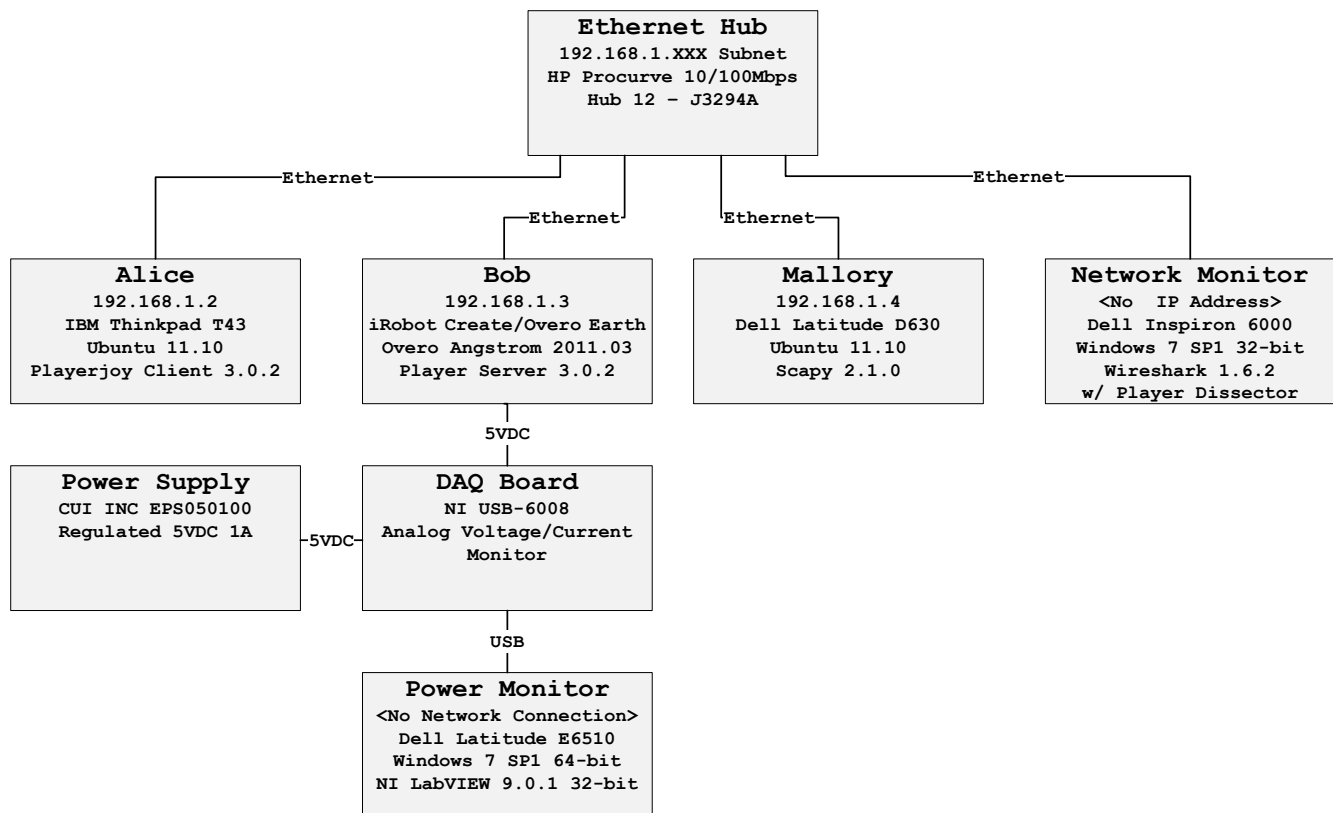 Ethernet Hub
192.168.1.XXX Subnet
HP Procurve 10/100Mbps
Hub 12 – J3294A
Ethernet
Ethernet
Ethernet
Ethernet
Alice
192.168.1.2
IBM Thinkpad T43
Ubuntu 11.10
Playerjoy Client 3.0.2
Bob
192.168.1.3
iRobot Create/Overo Earth
Overo Angstrom 2011.03
Player Server 3.0.2
Mallory
192.168.1.4
Dell Latitude D630
Ubuntu 11.10
Scapy 2.1.0
Network Monitor
<No IP Address>
Dell Inspiron 6000
Windows 7 SP1 32-bit
Wireshark 1.6.2
w/ Player Dissector
5VDC
Power Supply
CUI INC EPS050100
Regulated 5VDC 1A
5VDC
DAQ Board
NI USB-6008
Analog Voltage/Current
Monitor
USB
Power Monitor
<No Network Connection>
Dell Latitude E6510
Windows 7 SP1 64-bit
NI LabVIEW 9.0.1 32-bit